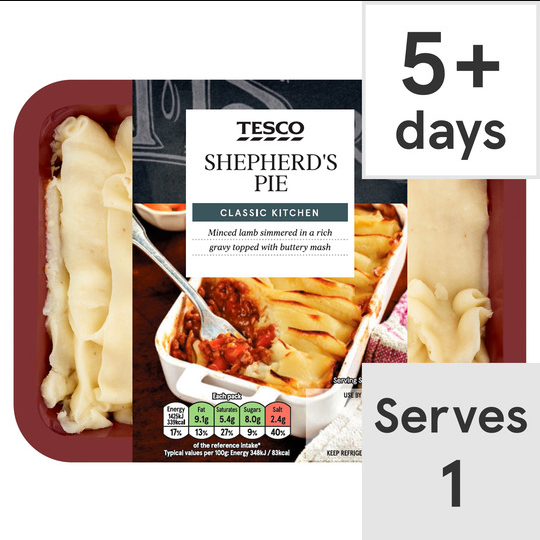 5+
days
TESCO
SHEPHERD'S
PIE
CLASSIC KITCHEN
Minced lamb simmered in a rich
gravy topped with buttery mash
Serving S
USE BY
Each pack
Energy 1425kJ 339kcal 17%
Fat 9.1g 13%
Saturates 5.4g 27%
Sugars 8.0g 9%
Salt 2.4g 40%
of the reference intake*
Typical values per 100g: Energy 348kJ / 83kcal
KEEP REFRIGE
Serves
1